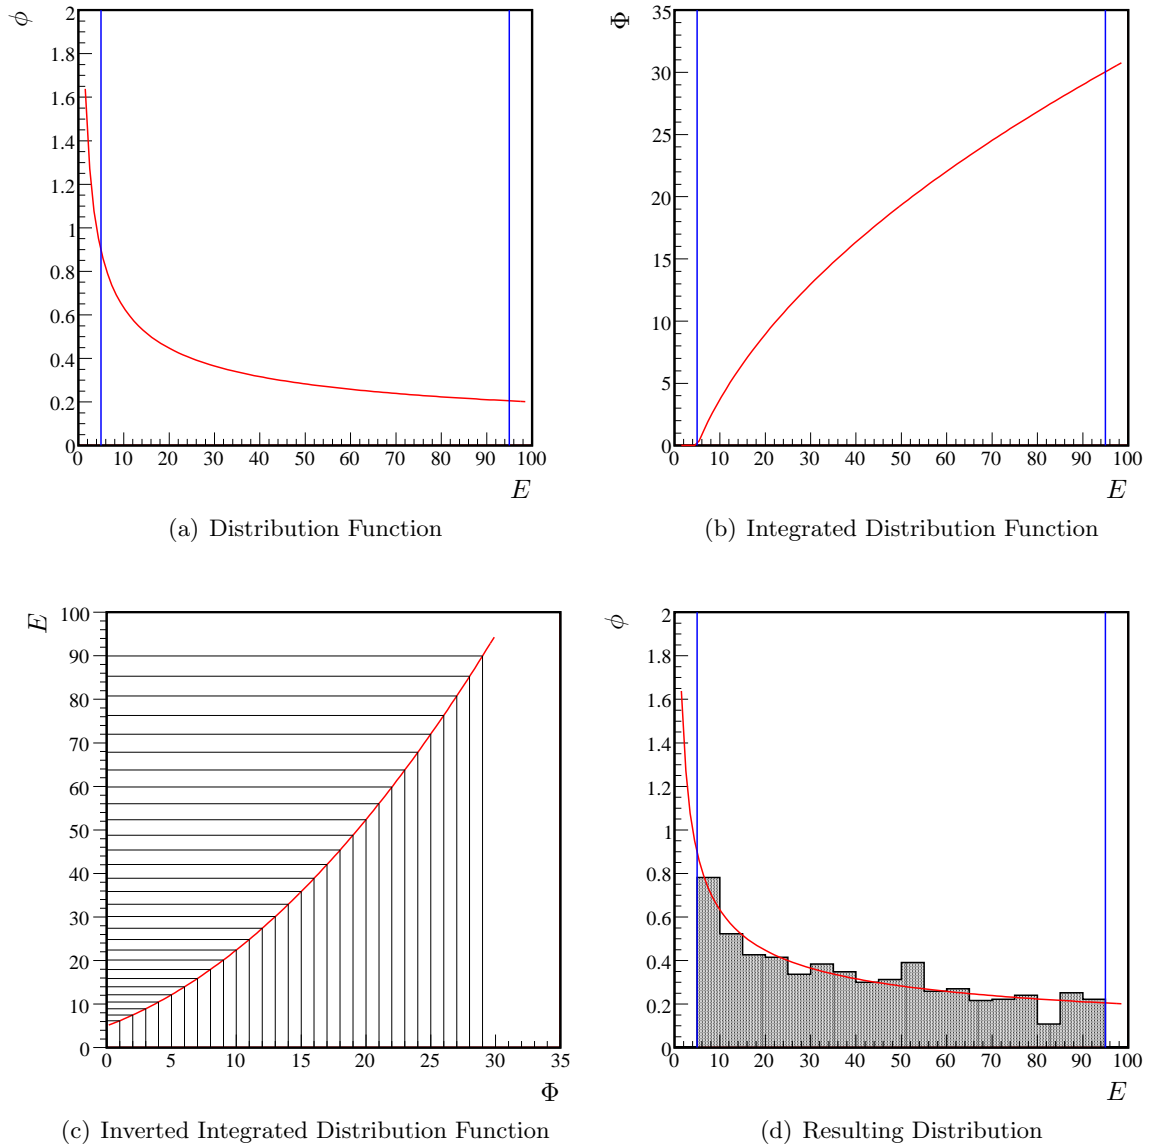 ϕ
2
1.8
1.6
1.4
1.2
1
0.8
0.6
0.4
0.2
0
0 10 20 30 40 50 60 70 80 90 100
E
(a) Distribution Function
Φ
35
30
25
20
15
10
5
0
0 10 20 30 40 50 60 70 80 90 100
E
(b) Integrated Distribution Function
E
100
90
80
70
60
50
40
30
20
10
0
0 5 10 15 20 25 30 35
Φ
(c) Inverted Integrated Distribution Function
ϕ
2
1.8
1.6
1.4
1.2
1
0.8
0.6
0.4
0.2
0
0 10 20 30 40 50 60 70 80 90 100
E
(d) Resulting Distribution